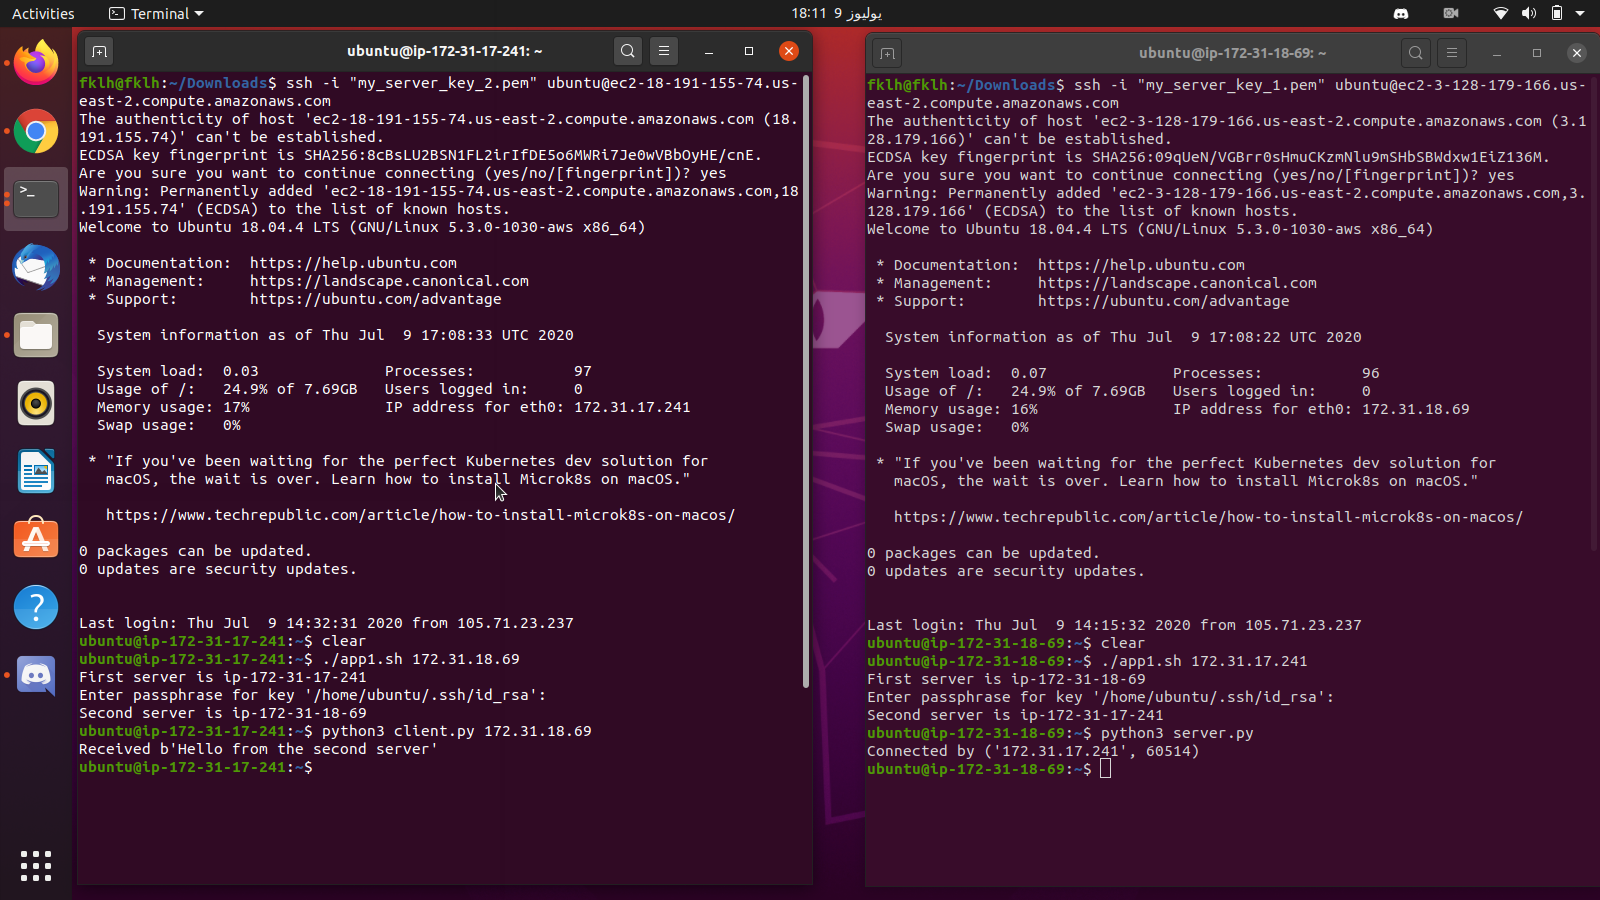 Activities
Terminal
18:11 9 يوليوز
ubuntu@ip-172-31-17-241: ~
fklh@fklh:~/Downloads$ ssh -i "my_server_key_2.pem" ubuntu@ec2-18-191-155-74.us-
east-2.compute.amazonaws.com
The authenticity of host 'ec2-18-191-155-74.us-east-2.compute.amazonaws.com (18.
191.155.74)' can't be established.
ECDSA key fingerprint is SHA256:8cBsLU2BSN1FL2irIfDE5o6MWRi7Je0wVBbOyHE/cnE.
Are you sure you want to continue connecting (yes/no/[fingerprint])? yes
Warning: Permanently added 'ec2-18-191-155-74.us-east-2.compute.amazonaws.com,18
.191.155.74' (ECDSA) to the list of known hosts.
Welcome to Ubuntu 18.04.4 LTS (GNU/Linux 5.3.0-1030-aws x86_64)
* Documentation:  https://help.ubuntu.com
* Management:     https://landscape.canonical.com
* Support:        https://ubuntu.com/advantage
System information as of Thu Jul  9 17:08:33 UTC 2020
System load:  0.03              Processes:           97
Usage of /:   24.9% of 7.69GB   Users logged in:     0
Memory usage: 17%               IP address for eth0: 172.31.17.241
Swap usage:   0%
* "If you've been waiting for the perfect Kubernetes dev solution for
macOS, the wait is over. Learn how to install Microk8s on macOS."
https://www.techrepublic.com/article/how-to-install-microk8s-on-macos/
0 packages can be updated.
0 updates are security updates.
Last login: Thu Jul  9 14:32:31 2020 from 105.71.23.237
ubuntu@ip-172-31-17-241:~$ clear
ubuntu@ip-172-31-17-241:~$ ./app1.sh 172.31.18.69
First server is ip-172-31-17-241
Enter passphrase for key '/home/ubuntu/.ssh/id_rsa':
Second server is ip-172-31-18-69
ubuntu@ip-172-31-17-241:~$ python3 client.py 172.31.18.69
Received b'Hello from the second server'
ubuntu@ip-172-31-17-241:~$
ubuntu@ip-172-31-18-69: ~
fklh@fklh:~/Downloads$ ssh -i "my_server_key_1.pem" ubuntu@ec2-3-128-179-166.us-
east-2.compute.amazonaws.com
The authenticity of host 'ec2-3-128-179-166.us-east-2.compute.amazonaws.com (3.1
28.179.166)' can't be established.
ECDSA key fingerprint is SHA256:09qUeN/VGBrr0sHmuCKzmNlu9mSHbSBWdxw1EiZ136M.
Are you sure you want to continue connecting (yes/no/[fingerprint])? yes
Warning: Permanently added 'ec2-3-128-179-166.us-east-2.compute.amazonaws.com,3.
128.179.166' (ECDSA) to the list of known hosts.
Welcome to Ubuntu 18.04.4 LTS (GNU/Linux 5.3.0-1030-aws x86_64)
* Documentation:  https://help.ubuntu.com
* Management:     https://landscape.canonical.com
* Support:        https://ubuntu.com/advantage
System information as of Thu Jul  9 17:08:22 UTC 2020
System load:  0.07              Processes:           96
Usage of /:   24.9% of 7.69GB   Users logged in:     0
Memory usage: 16%               IP address for eth0: 172.31.18.69
Swap usage:   0%
* "If you've been waiting for the perfect Kubernetes dev solution for
macOS, the wait is over. Learn how to install Microk8s on macOS."
https://www.techrepublic.com/article/how-to-install-microk8s-on-macos/
0 packages can be updated.
0 updates are security updates.
Last login: Thu Jul  9 14:15:32 2020 from 105.71.23.237
ubuntu@ip-172-31-18-69:~$ clear
ubuntu@ip-172-31-18-69:~$ ./app1.sh 172.31.17.241
First server is ip-172-31-18-69
Enter passphrase for key '/home/ubuntu/.ssh/id_rsa':
Second server is ip-172-31-17-241
ubuntu@ip-172-31-18-69:~$ python3 server.py
Connected by ('172.31.17.241', 60514)
ubuntu@ip-172-31-18-69:~$